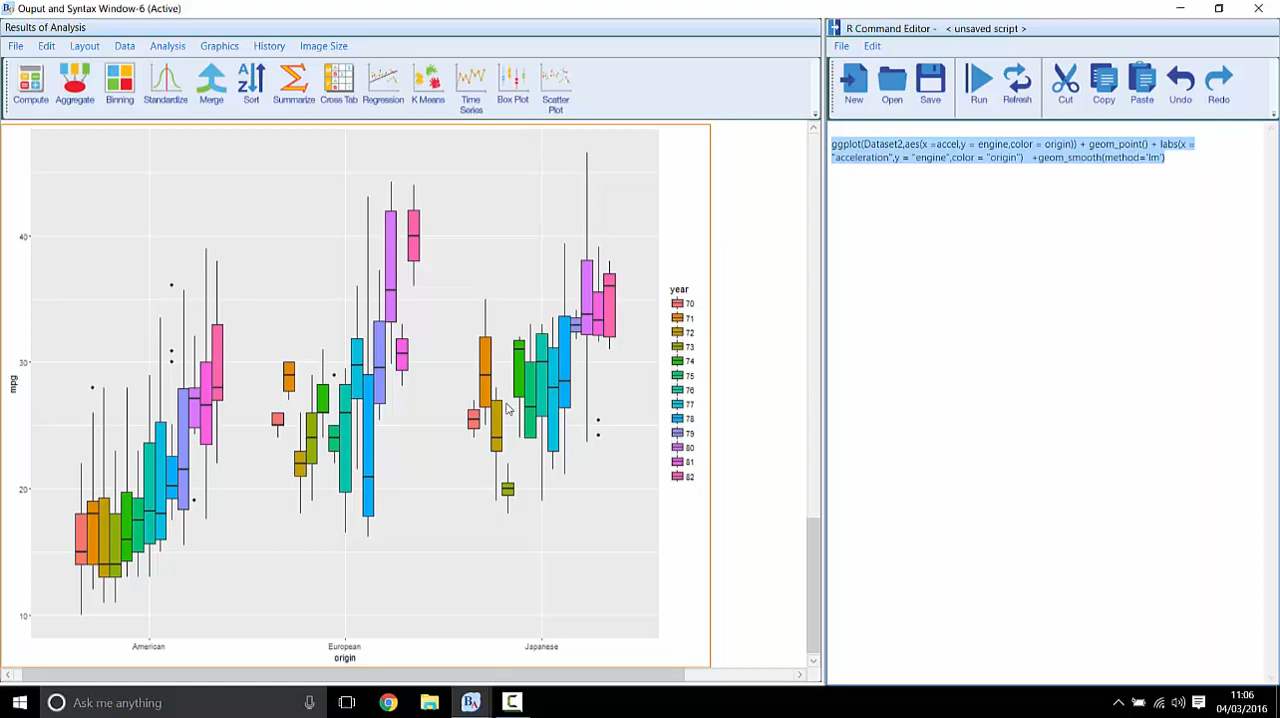 Ouput and Syntax Window-6 (Active)
Results of Analysis
File Edit Layout Data Analysis Graphics History Image Size
Compute Aggregate Binning Standardize Merge Sort Summarize Cross Tab Regression K Means Time Series Box Plot Scatter Plot
R Command Editor - < unsaved script >
File Edit
New Open Save Run Refresh Cut Copy Paste Undo Redo
ggplot(Dataset2,aes(x =accel,y = engine,color = origin)) + geom_point() + labs(x =
"acceleration",y = "engine",color = "origin") +geom_smooth(method='lm')
mpg
40
30
20
10
American European Japanese
origin
year
70
71
72
73
74
75
76
77
78
79
80
81
82
Ask me anything
11:06
04/03/2016